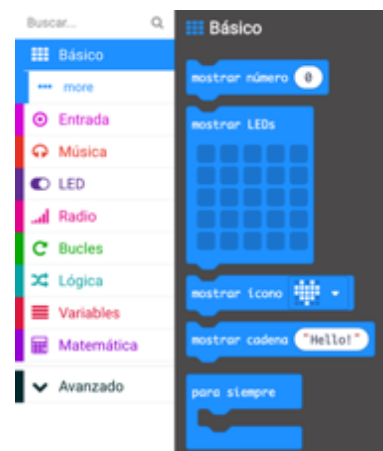 Buscar...
Básico
more
Entrada
Música
LED
Radio
Bucles
Lógica
Variables
Matemática
Avanzado
Básico
mostrar número 0
mostrar LEDs
mostrar ícono
mostrar cadena "Hello!"
para siempre